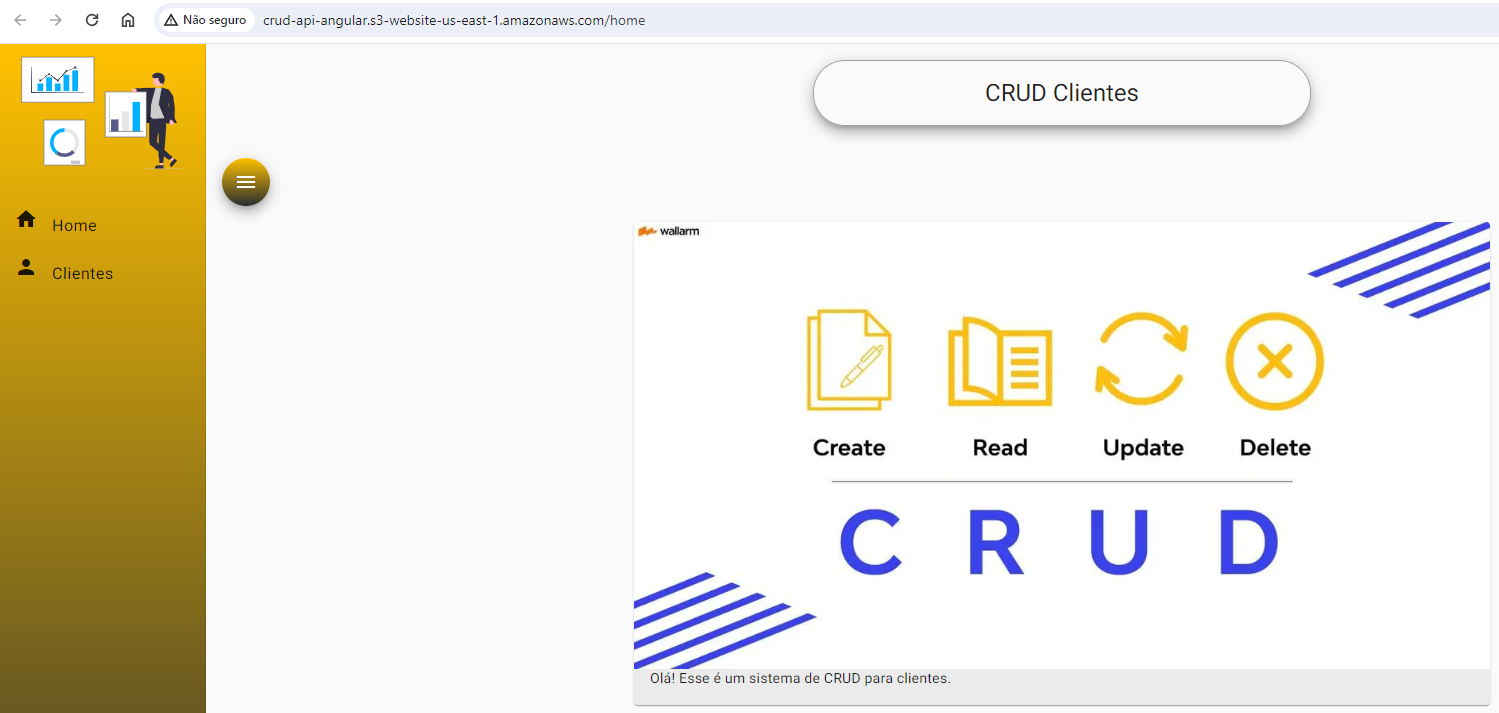 Não seguro
crud-api-angular.s3-website-us-east-1.amazonaws.com/home
CRUD Clientes
Home
Clientes
wallarm
Create Read Update Delete
C R U D
Olá! Esse é um sistema de CRUD para clientes.